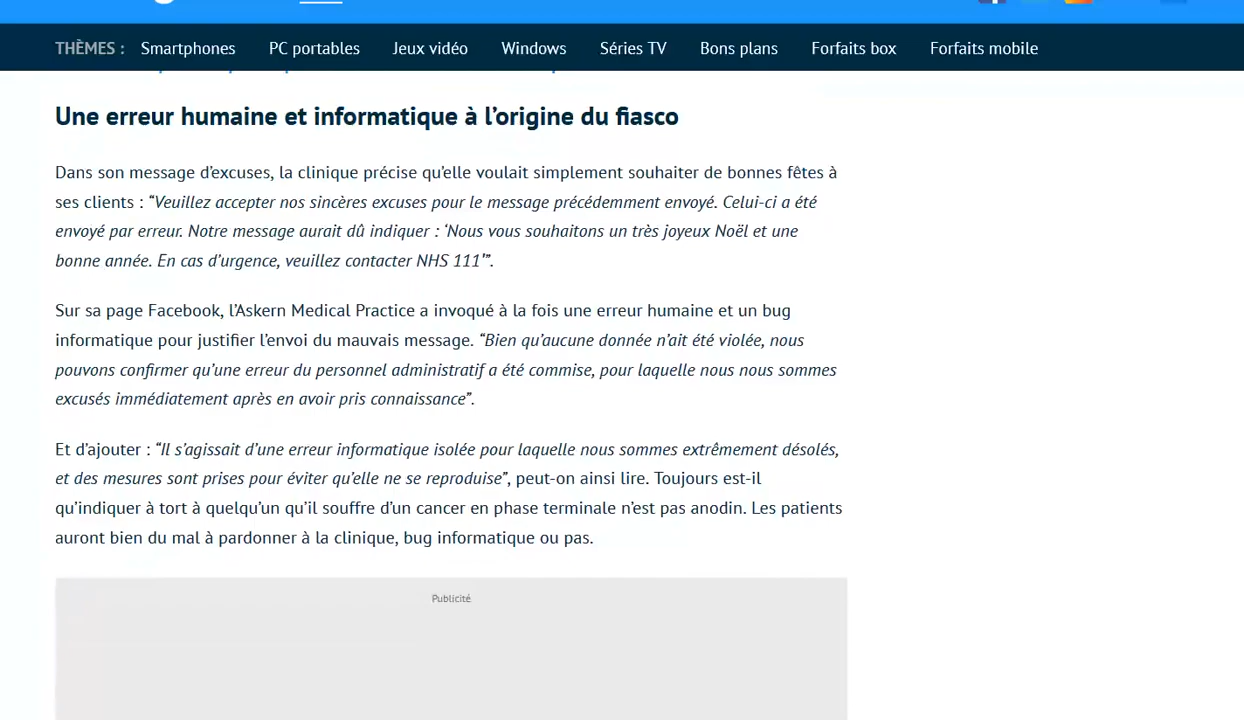 THÈMES : Smartphones PC portables Jeux vidéo Windows Séries TV Bons plans Forfaits box Forfaits mobile
Une erreur humaine et informatique à l’origine du fiasco
Dans son message d’excuses, la clinique précise qu’elle voulait simplement souhaiter de bonnes fêtes à
ses clients : “Veuillez accepter nos sincères excuses pour le message précédemment envoyé. Celui-ci a été
envoyé par erreur. Notre message aurait dû indiquer : ‘Nous vous souhaitons un très joyeux Noël et une
bonne année. En cas d’urgence, veuillez contacter NHS 111’”.
Sur sa page Facebook, l’Askern Medical Practice a invoqué à la fois une erreur humaine et un bug
informatique pour justifier l’envoi du mauvais message. “Bien qu’aucune donnée n’ait été violée, nous
pouvons confirmer qu’une erreur du personnel administratif a été commise, pour laquelle nous nous sommes
excusés immédiatement après en avoir pris connaissance”.
Et d’ajouter : “Il s’agissait d’une erreur informatique isolée pour laquelle nous sommes extrêmement désolés,
et des mesures sont prises pour éviter qu’elle ne se reproduise”, peut-on ainsi lire. Toujours est-il
qu’indiquer à tort à quelqu’un qu’il souffre d’un cancer en phase terminale n’est pas anodin. Les patients
auront bien du mal à pardonner à la clinique, bug informatique ou pas.
Publicité